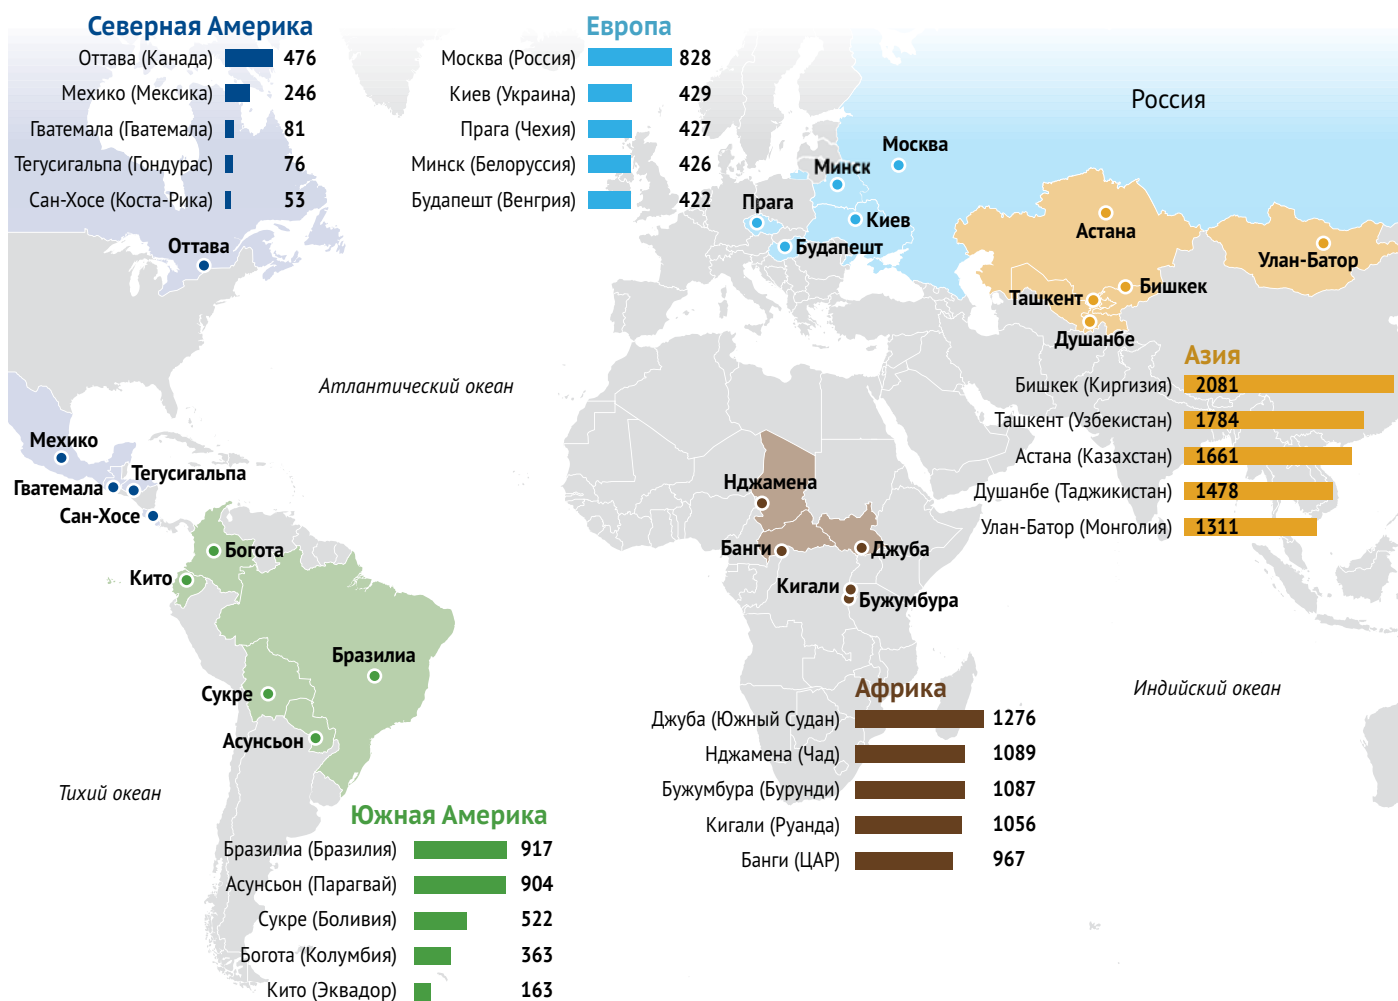 Северная Америка
Оттава (Канада) 476
Мехико (Мексика) 246
Гватемала (Гватемала) 81
Тегусигальпа (Гондурас) 76
Сан-Хосе (Коста-Рика) 53
Европа
Москва (Россия) 828
Киев (Украина) 429
Прага (Чехия) 427
Минск (Белоруссия) 426
Будапешт (Венгрия) 422
Россия
Москва
Минск
Прага
Киев
Будапешт
Оттава
Астана
Улан-Батор
Бишкек
Ташкент
Душанбе
Азия
Бишкек (Киргизия) 2081
Ташкент (Узбекистан) 1784
Астана (Казахстан) 1661
Душанбе (Таджикистан) 1478
Улан-Батор (Монголия) 1311
Атлантический океан
Мехико
Тегусигальпа
Гватемала
Сан-Хосе
Богота
Кито
Бразилиа
Сукре
Асунсьон
Нджамена
Банги
Джуба
Кигали
Бужумбура
Индийский океан
Африка
Джуба (Южный Судан) 1276
Нджамена (Чад) 1089
Бужумбура (Бурунди) 1087
Кигали (Руанда) 1056
Банги (ЦАР) 967
Тихий океан
Южная Америка
Бразилиа (Бразилия) 917
Асунсьон (Парагвай) 904
Сукре (Боливия) 522
Богота (Колумбия) 363
Кито (Эквадор) 163